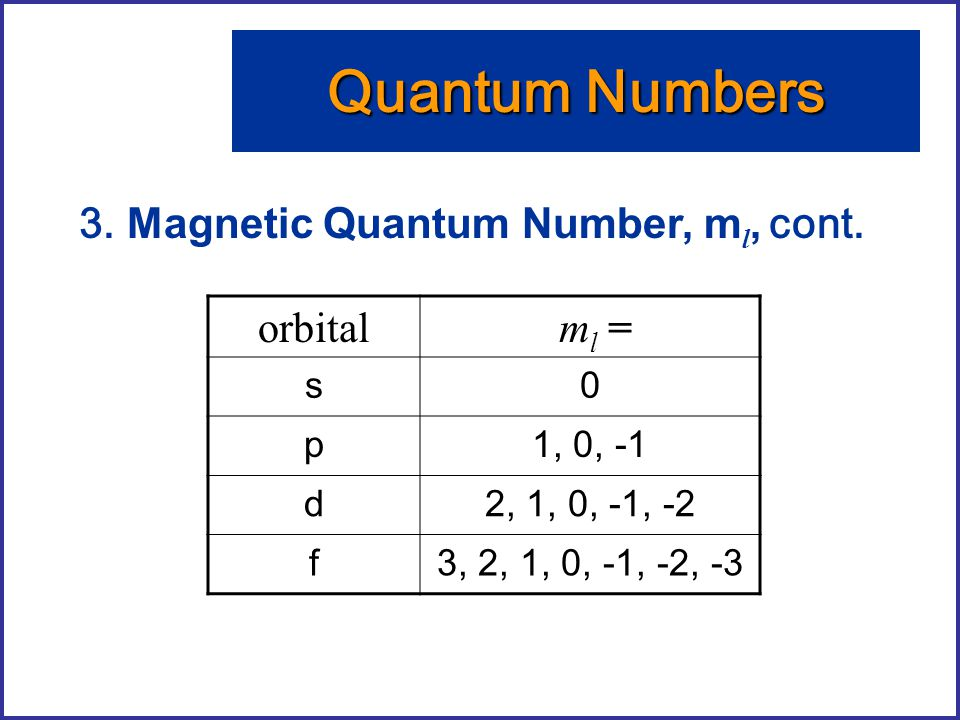 Quantum Numbers
3. Magnetic Quantum Number, ml, cont.
orbital ml =
s 0
p 1, 0, -1
d 2, 1, 0, -1, -2
f 3, 2, 1, 0, -1, -2, -3